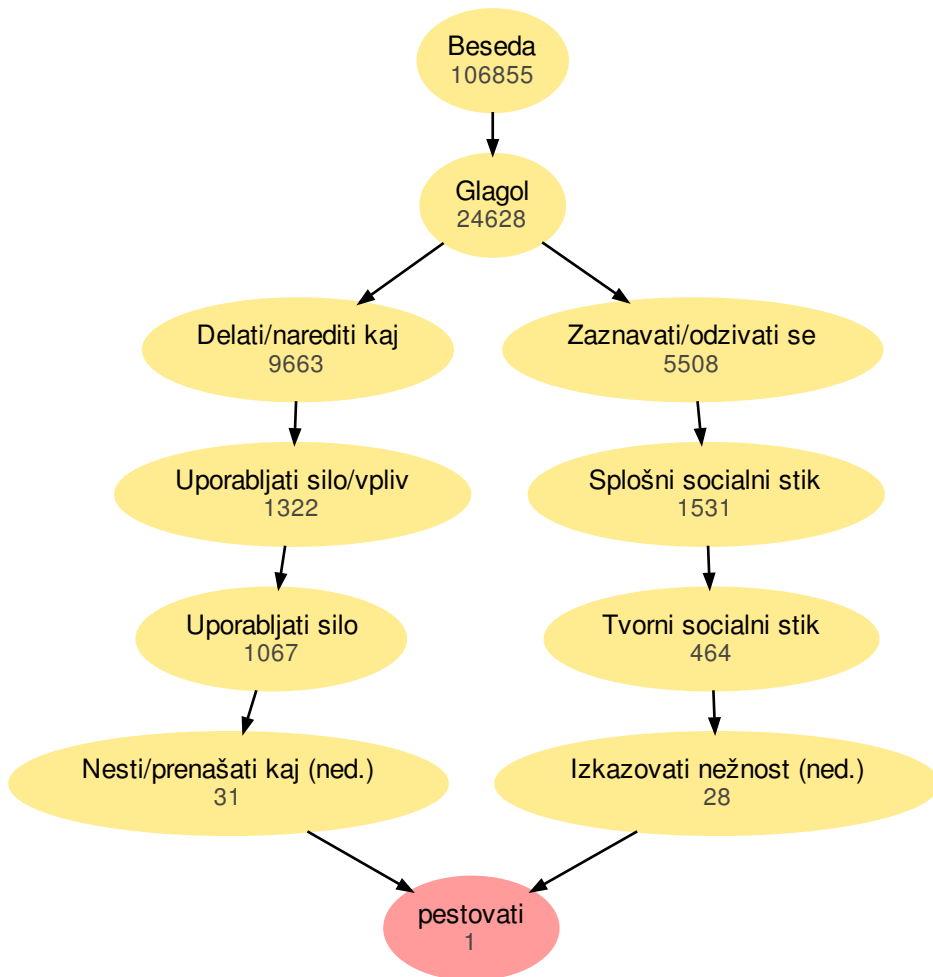 Beseda
106855
Glagol
24628
Delati/narediti kaj
9663
Zaznavati/odzivati se
5508
Uporabljati silo/vpliv
1322
Splošni socialni stik
1531
Uporabljati silo
1067
Tvorni socialni stik
464
Nesti/prenašati kaj (ned.)
31
Izkazovati nežnost (ned.)
28
pestovati
1